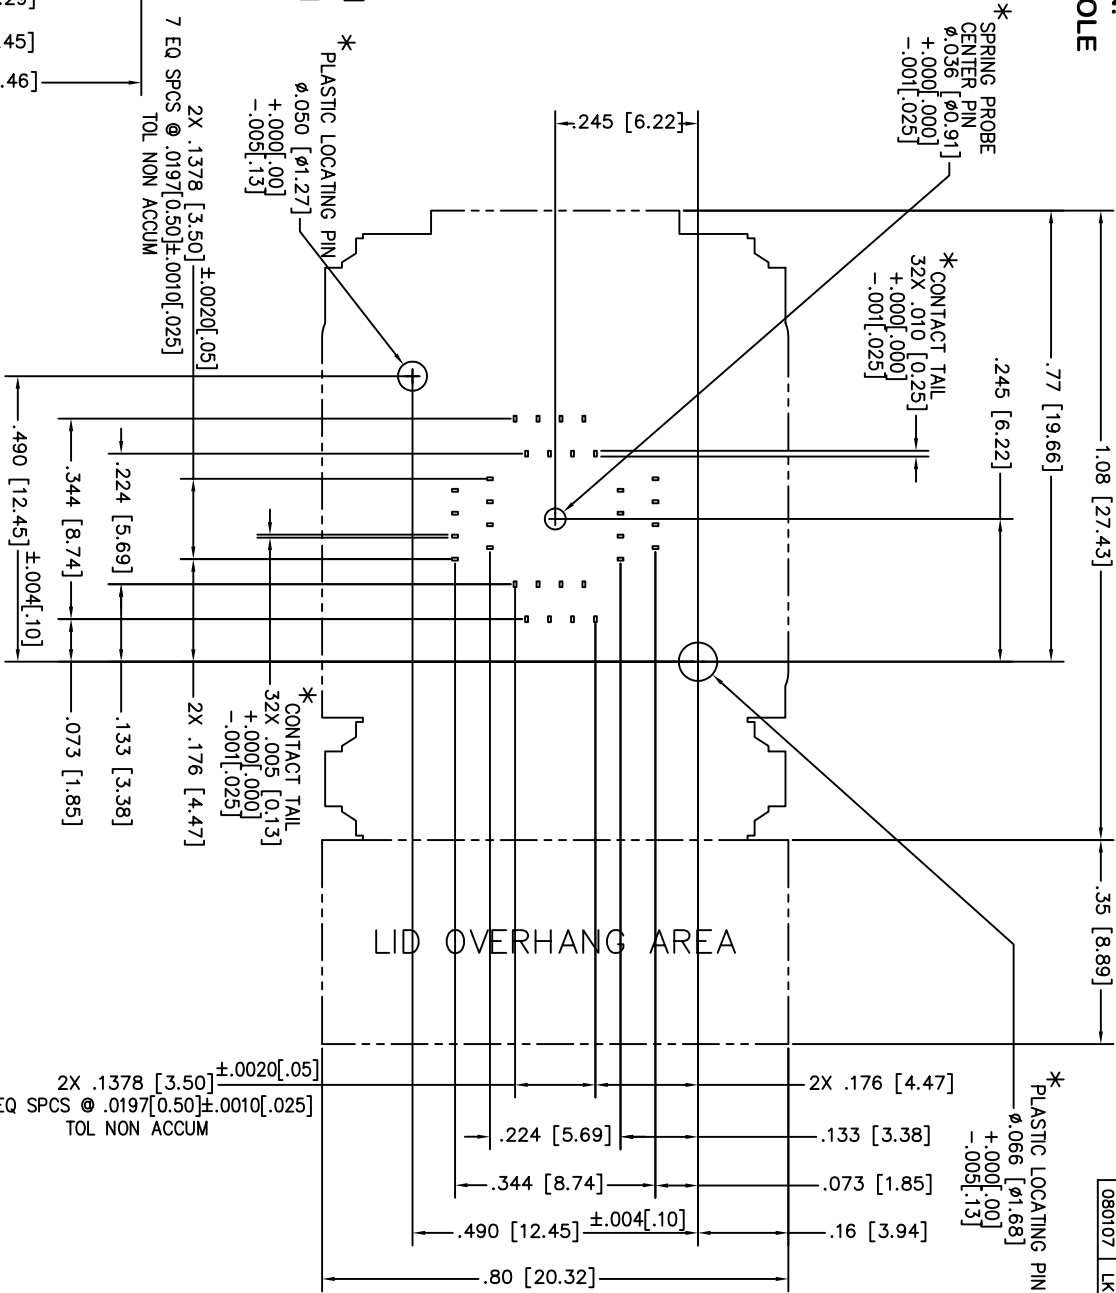 OLE
.29]
.45]
.46]
* SPRING PROBE
CENTER PIN
ø.036 [ø0.91]
+.000[.000]
-.001[.025]
* PLASTIC LOCATING PIN
ø.050 [ø1.27]
+.000[.00]
-.005[.13]
2X .1378 [3.50] ±.0020[.05]
7 EQ SPCS @ .0197[0.50]±.0010[.025]
TOL NON ACCUM
.245 [6.22]
* CONTACT TAIL
32X .010 [0.25]
+.000[.000]
-.001[.025]
1.08 [27.43]
.77 [19.66]
.245 [6.22]
.35 [8.89]
.224 [5.69]
.344 [8.74]
.490 [12.45] ±.004[.10]
* CONTACT TAIL
32X .005 [0.13]
+.000[.000]
-.001[.025]
2X .176 [4.47]
.133 [3.38]
.073 [1.85]
LID OVERHANG AREA
* PLASTIC LOCATING PIN
ø.066 [ø1.68]
+.000[.00]
-.005[.13]
080107 | LK
2X .1378 [3.50] ±.0020[.05]
EQ SPCS @ .0197[0.50]±.0010[.025]
TOL NON ACCUM
2X .176 [4.47]
.224 [5.69]
.133 [3.38]
.344 [8.74]
.073 [1.85]
.490 [12.45] ±.004[.10]
.16 [3.94]
.80 [20.32]